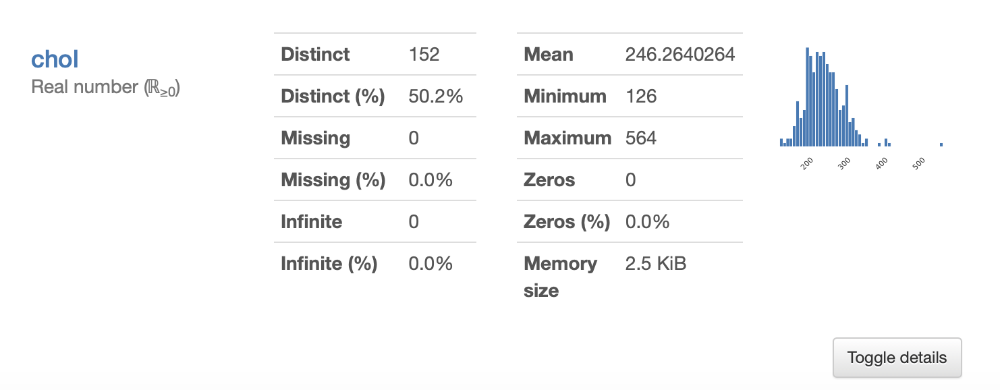 chol
Real number (ℝ≥0)
Distinct 152
Distinct (%) 50.2%
Missing 0
Missing (%) 0.0%
Infinite 0
Infinite (%) 0.0%
Mean 246.2640264
Minimum 126
Maximum 564
Zeros 0
Zeros (%) 0.0%
Memory 2.5 KiB
size
200 300 400 500
Toggle details